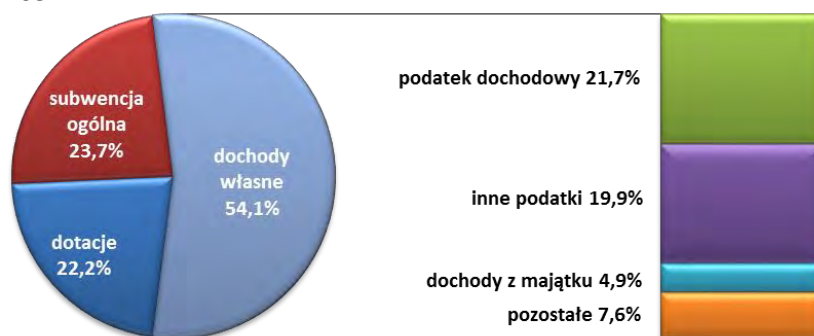 subwencja
ogólna
23,7%
dochody
własne
54,1%
dotacje
22,2%
podatek dochodowy 21,7%
inne podatki 19,9%
dochody z majątku 4,9%
pozostałe 7,6%